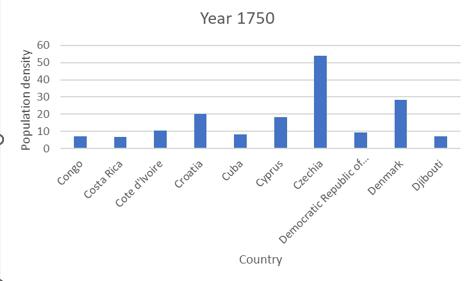 Year 1750
Population density
60
50
40
30
20
10
0
Congo
Costa Rica
Cote d'Ivoire
Croatia
Cuba
Cyprus
Czechia
Democratic Republic of...
Denmark
Djibouti
Country